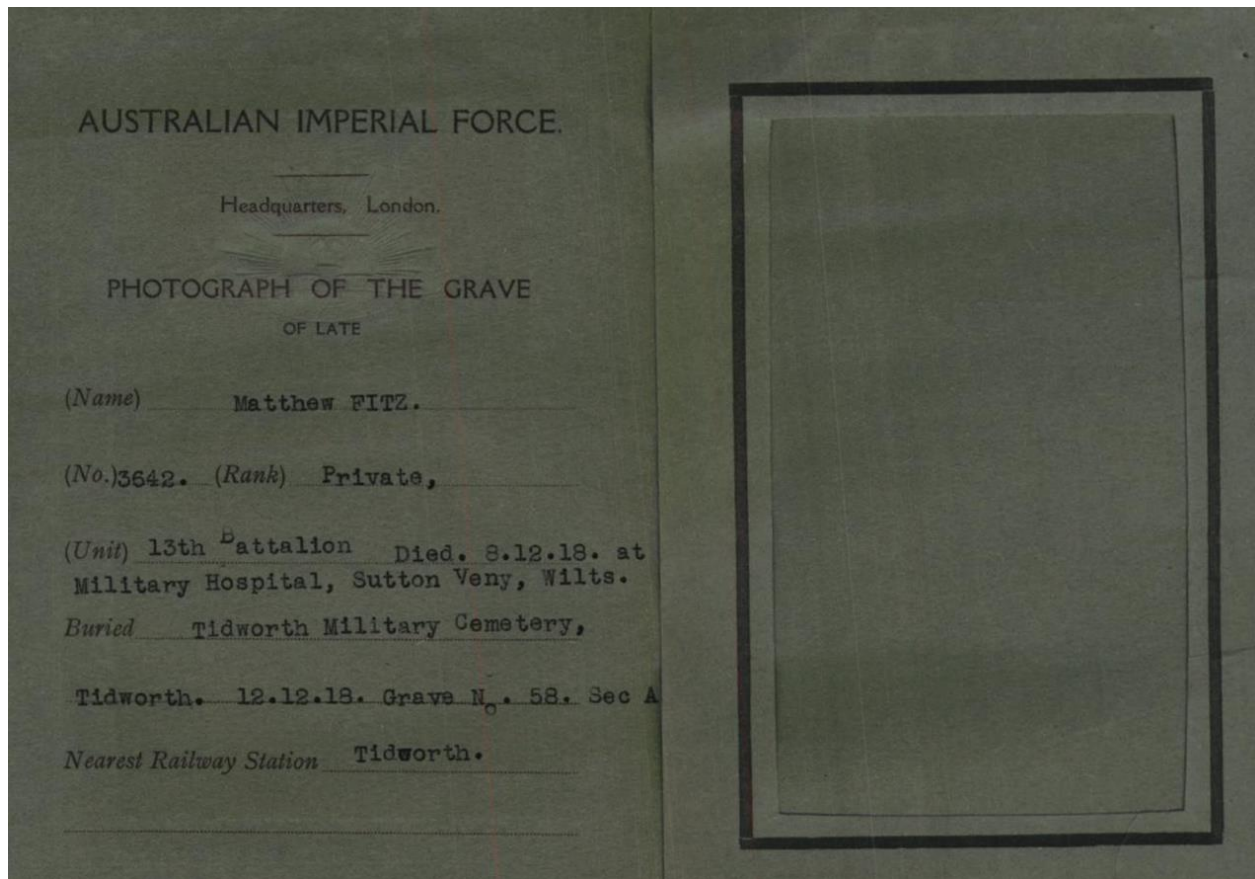 AUSTRALIAN IMPERIAL FORCE.
Headquarters, London.
PHOTOGRAPH OF THE GRAVE
OF LATE
(Name) Matthew FITZ.
(No.) 3642. (Rank) Private,
(Unit) 13th Battalion Died. 8.12.18. at
Military Hospital, Sutton Veny, Wilts.
Buried Tidworth Military Cemetery,
Tidworth. 12.12.18. Grave No. 58. Sec A
Nearest Railway Station Tidworth.